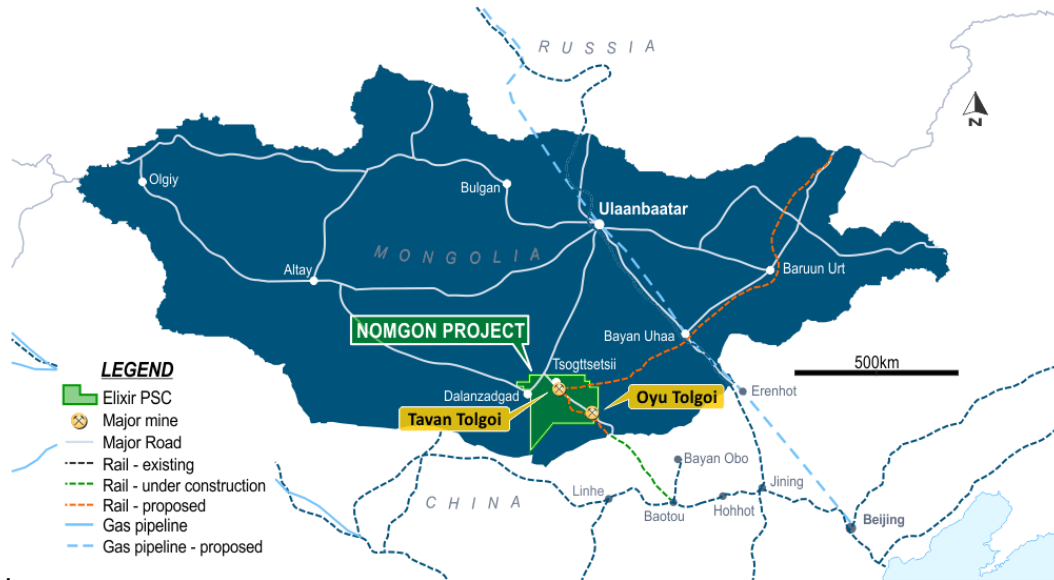 RUSSIA
N
Olgiy
Bulgan
Ulaanbaatar
MONGOLIA
Altay
Baruun Urt
NOMGON PROJECT
Bayan Uhaa
Tsogttsetsii
500km
Dalanzadgad
Erenhot
Tavan Tolgoi
Oyu Tolgoi
LEGEND
Elixir PSC
Major mine
Major Road
Rail - existing
Rail - under construction
Rail - proposed
Gas pipeline
Gas pipeline - proposed
Bayan Obo
CHINA
Linhe
Jining
Baotou
Hohhot
Beijing